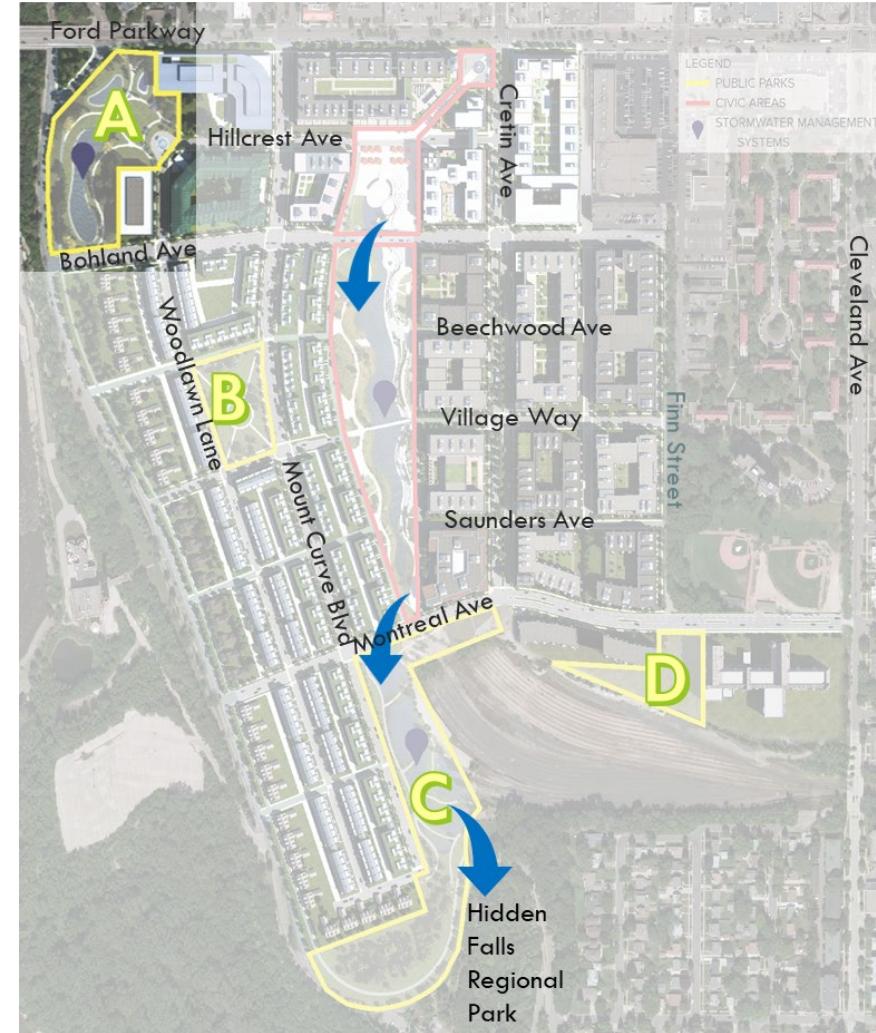 Ford Parkway
LEGEND
PUBLIC PARKS
CIVIC AREAS
STORMWATER MANAGEMENT
SYSTEMS
A
Hillcrest Ave
Cretin Ave
Bohland Ave
Cleveland Ave
Woodlawn Lane
Beechwood Ave
B
Village Way
Finn Street
Mount Curve Blvd
Saunders Ave
Montreal Ave
D
C
Hidden
Falls
Regional
Park